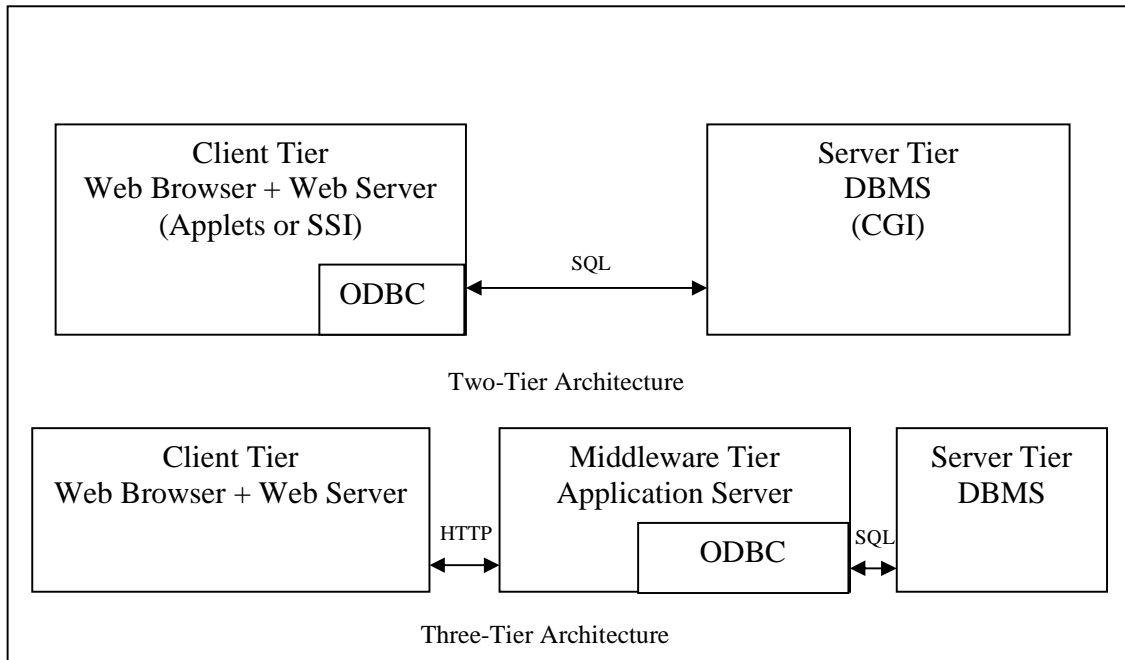 Client Tier
Web Browser + Web Server
(Applets or SSI)
ODBC
SQL
Server Tier
DBMS
(CGI)
Two-Tier Architecture
Client Tier
Web Browser + Web Server
HTTP
Middleware Tier
Application Server
ODBC
SQL
Server Tier
DBMS
Three-Tier Architecture